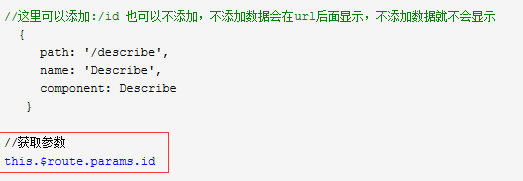 //这里可以添加:/id 也可以不添加，不添加数据会在url后面显示，不添加数据就不会显示
{
path: '/describe',
name: 'Describe',
component: Describe
}
//获取参数
this.$route.params.id